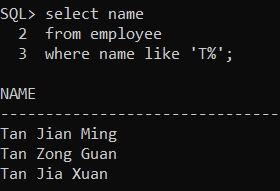 SQL> select name
  2  from employee
  3  where name like 'T%';
NAME
--------------------------------
Tan Jian Ming
Tan Zong Guan
Tan Jia Xuan